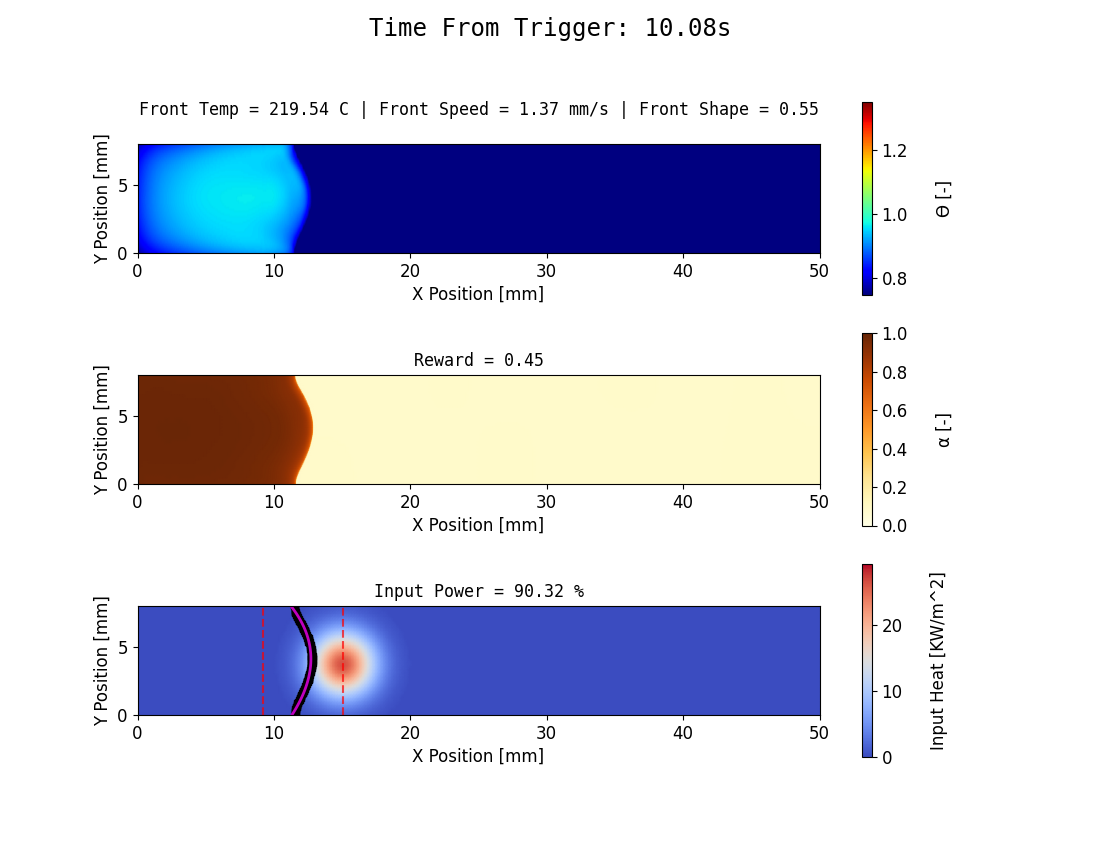 Time From Trigger: 10.08s
Front Temp = 219.54 C | Front Speed = 1.37 mm/s | Front Shape = 0.55
Y Position [mm]
5
0
0 10 20 30 40 50
X Position [mm]
1.2
1.0
0.8
Θ [-]
Reward = 0.45
Y Position [mm]
5
0
0 10 20 30 40 50
X Position [mm]
1.0
0.8
0.6
0.4
0.2
0.0
α [-]
Input Power = 90.32 %
Y Position [mm]
5
0
0 10 20 30 40 50
X Position [mm]
20
10
0
Input Heat [KW/m^2]